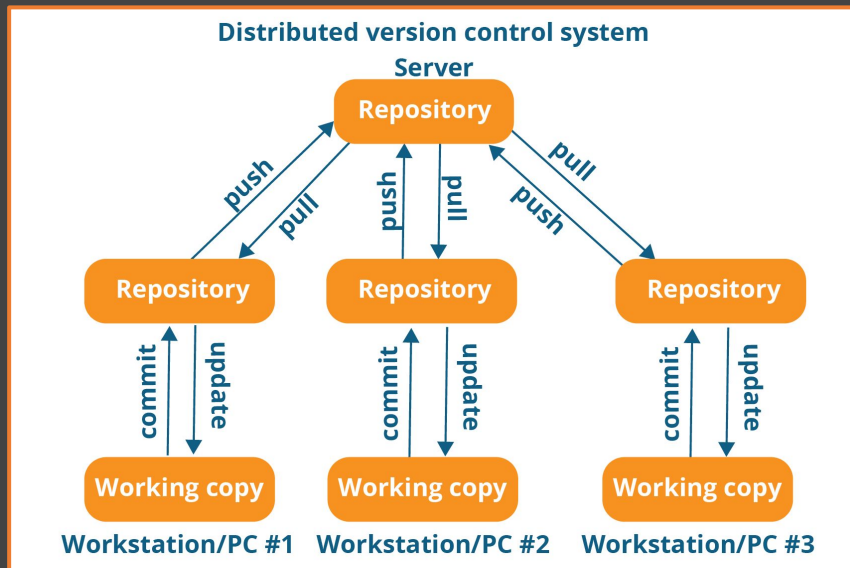 Distributed version control system
Server
Repository
push
pull
push
pull
push
pull
Repository
Repository
Repository
commit
update
commit
update
commit
update
Working copy
Working copy
Working copy
Workstation/PC #1
Workstation/PC #2
Workstation/PC #3